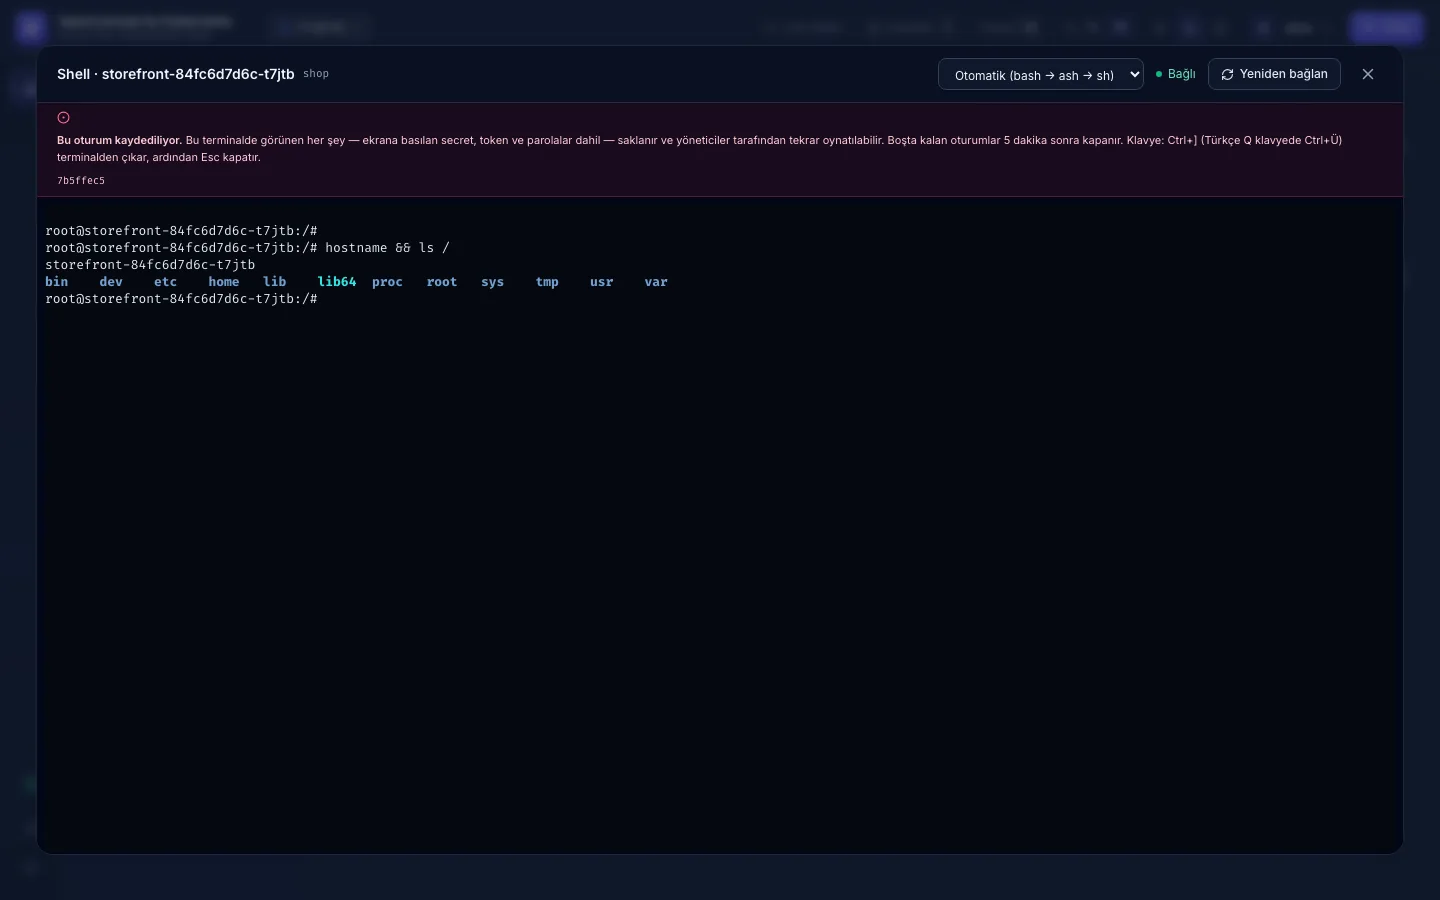 Shell · storefront-84fc6d7d6c-t7jtb shop
Otomatik (bash → ash → sh)
Bağlı
Yeniden bağlan
Bu oturum kaydediliyor. Bu terminalde görünen her şey — ekrana basılan secret, token ve parolalar dahil — saklanır ve yöneticiler tarafından tekrar oynatılabilir. Boşta kalan oturumlar 5 dakika sonra kapanır. Klavye: Ctrl+] (Türkçe Q klavyede Ctrl+Ü)
terminalden çıkar, ardından Esc kapatır.
7b5ffec5
root@storefront-84fc6d7d6c-t7jtb:/#
root@storefront-84fc6d7d6c-t7jtb:/# hostname && ls /
storefront-84fc6d7d6c-t7jtb
bin dev etc home lib lib64 proc root sys tmp usr var
root@storefront-84fc6d7d6c-t7jtb:/#